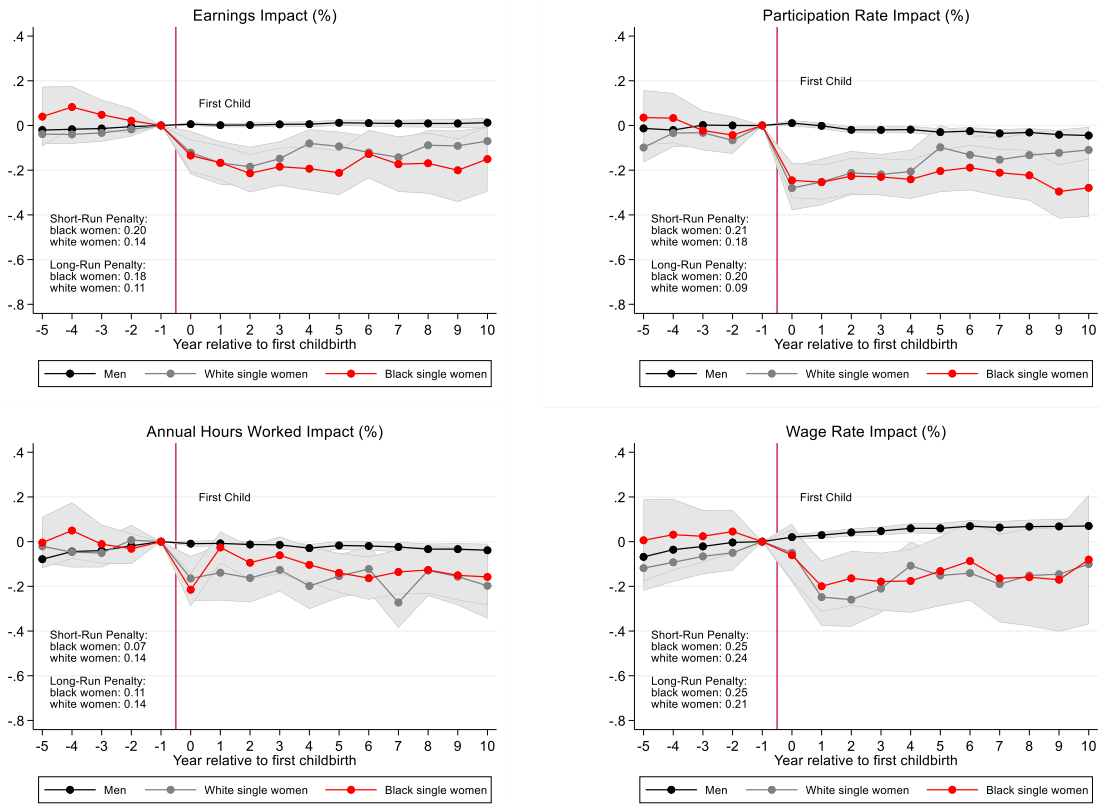 Earnings Impact (%)
.4
.2
0
-.2
-.4
-.6
-.8
First Child
Short-Run Penalty:
black women: 0.20
white women: 0.14
Long-Run Penalty:
black women: 0.18
white women: 0.11
-5 -4 -3 -2 -1 0 1 2 3 4 5 6 7 8 9 10
Year relative to first childbirth
Men White single women Black single women
Participation Rate Impact (%)
.4
.2
0
-.2
-.4
-.6
-.8
First Child
Short-Run Penalty:
black women: 0.21
white women: 0.18
Long-Run Penalty:
black women: 0.20
white women: 0.09
-5 -4 -3 -2 -1 0 1 2 3 4 5 6 7 8 9 10
Year relative to first childbirth
Men White single women Black single women
Annual Hours Worked Impact (%)
.4
.2
0
-.2
-.4
-.6
-.8
First Child
Short-Run Penalty:
black women: 0.07
white women: 0.14
Long-Run Penalty:
black women: 0.11
white women: 0.14
-5 -4 -3 -2 -1 0 1 2 3 4 5 6 7 8 9 10
Year relative to first childbirth
Men White single women Black single women
Wage Rate Impact (%)
.4
.2
0
-.2
-.4
-.6
-.8
First Child
Short-Run Penalty:
black women: 0.25
white women: 0.24
Long-Run Penalty:
black women: 0.25
white women: 0.21
-5 -4 -3 -2 -1 0 1 2 3 4 5 6 7 8 9 10
Year relative to first childbirth
Men White single women Black single women